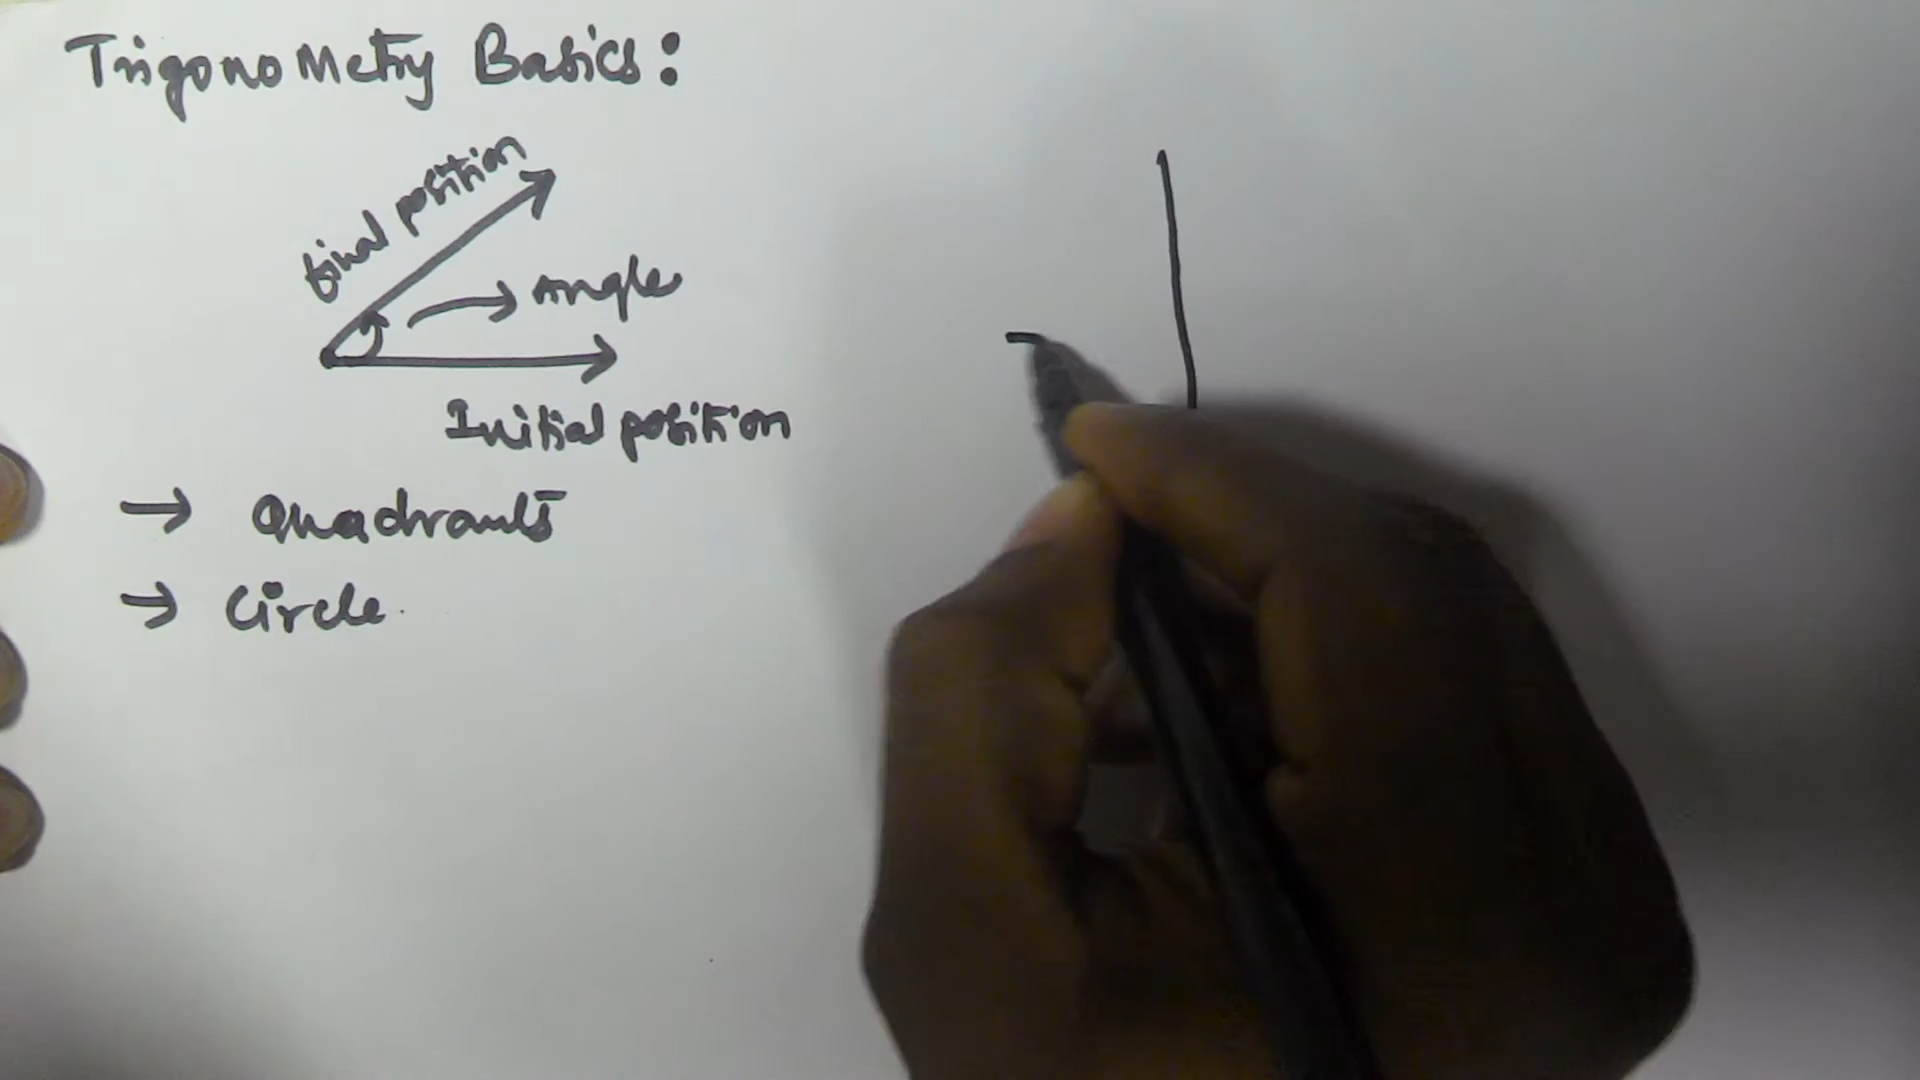 Trigonometry Basics:
final position
Angle
Initial position
→ Quadrants
→ Circle